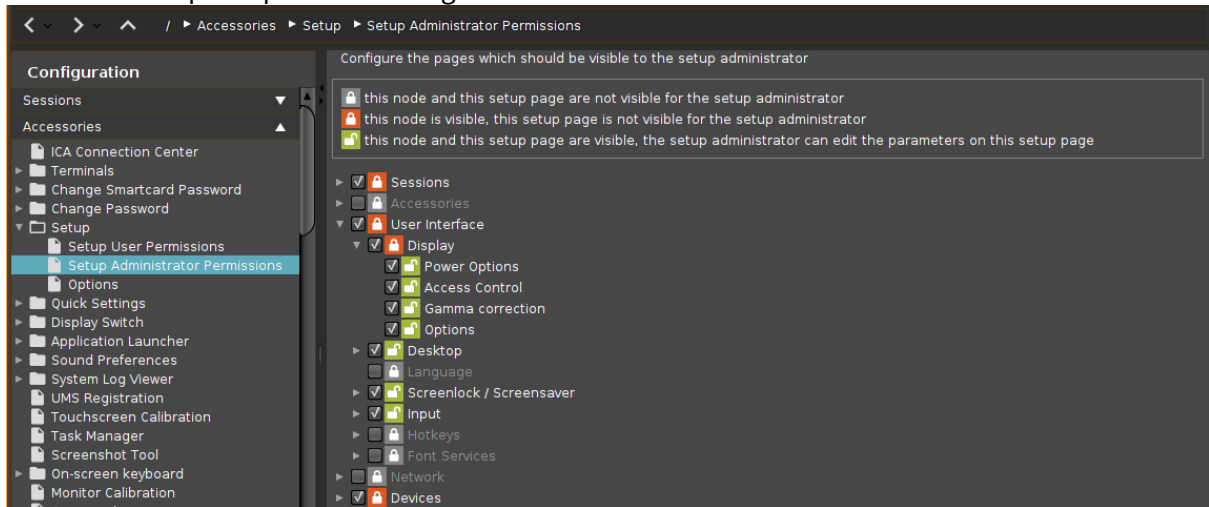 / Accessories Setup Setup Administrator Permissions
Configuration
Sessions
Accessories
ICA Connection Center
Terminals
Change Smartcard Password
Change Password
Setup
Setup User Permissions
Setup Administrator Permissions
Options
Quick Settings
Display Switch
Application Launcher
Sound Preferences
System Log Viewer
UMS Registration
Touchscreen Calibration
Task Manager
Screenshot Tool
On-screen keyboard
Monitor Calibration
Configure the pages which should be visible to the setup administrator
this node and this setup page are not visible for the setup administrator
this node is visible, this setup page is not visible for the setup administrator
this node and this setup page are visible, the setup administrator can edit the parameters on this setup page
Sessions
Accessories
User Interface
Display
Power Options
Access Control
Gamma correction
Options
Desktop
Language
Screenlock / Screensaver
Input
Hotkeys
Font Services
Network
Devices